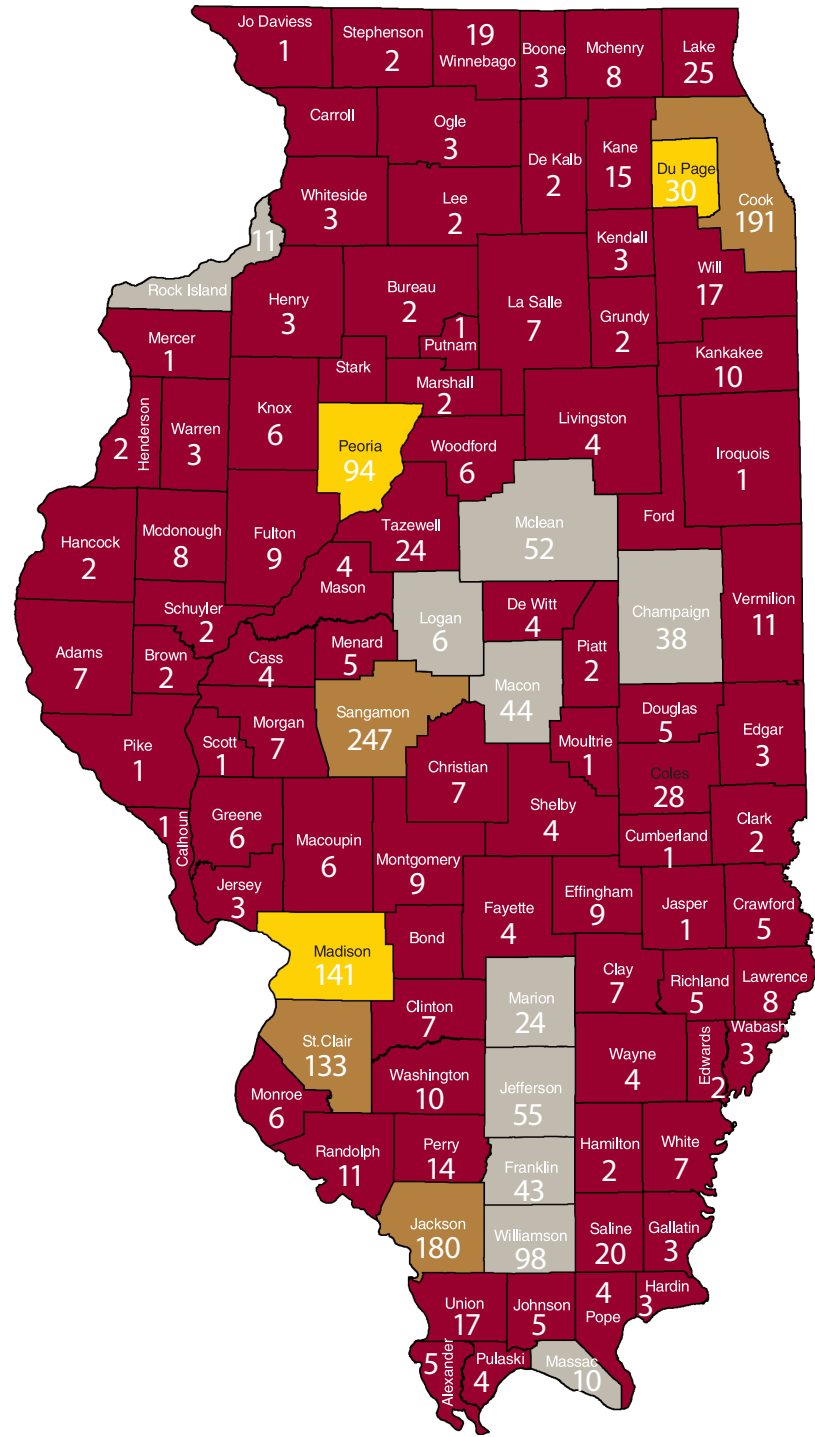 Jo Daviess
1
Stephenson
2
19
Winnebago
Boone
3
Mchenry
8
Lake
25
Carroll
Ogle
3
De Kalb
2
Kane
15
Du Page
30
Cook
191
Whiteside
3
Lee
2
11
Rock Island
Kendall
3
Will
17
Henry
3
Bureau
2
La Salle
7
Grundy
2
1
Putnam
Mercer
1
Stark
Kankakee
10
Marshall
2
Henderson
2
Warren
3
Knox
6
Peoria
94
Woodford
6
Livingston
4
Iroquois
1
Ford
Hancock
2
Mcdonough
8
Fulton
9
Tazewell
24
Mclean
52
4
Mason
Logan
6
De Witt
4
Champaign
38
Vermilion
11
Schuyler
2
Adams
7
Brown
2
Cass
4
Menard
5
Piatt
2
Macon
44
Sangamon
247
Douglas
5
Edgar
3
Pike
1
Scott
1
Morgan
7
Christian
7
Moultrie
1
Coles
28
Shelby
4
Greene
6
Macoupin
6
Clark
2
1
Calhoun
Montgomery
9
Cumberland
1
Jersey
3
Fayette
4
Effingham
9
Jasper
1
Crawford
5
Madison
141
Bond
Clay
7
Richland
5
Lawrence
8
Marion
24
Clinton
7
St.Clair
133
Wayne
4
Edwards
2
Wabash
3
Washington
10
Jefferson
55
Monroe
6
Randolph
11
Perry
14
Franklin
43
Hamilton
2
White
7
Jackson
180
Williamson
98
Saline
20
Gallatin
3
Union
17
Johnson
5
4
Pope
Hardin
3
5
Alexander
Pulaski
4
Massac
10